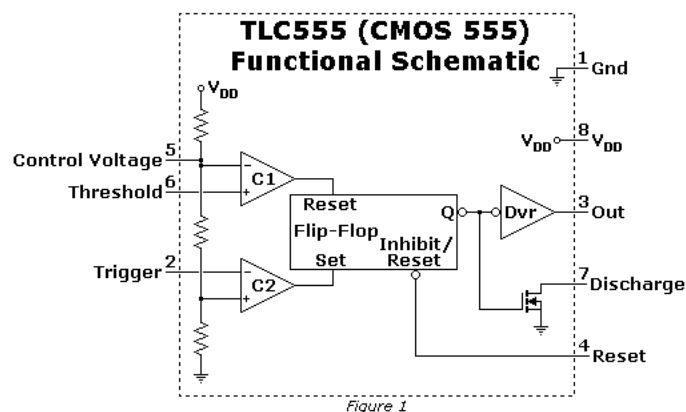 TLC555 (CMOS 555)
Functional Schematic
1
Gnd
VDD
VDD
8
VDD
5
Control Voltage
-
C1
6
Threshold
+
Reset
Q
Dvr
3
Out
Flip-Flop
Inhibit/
Reset
Set
2
Trigger
-
C2
+
7
Discharge
4
Reset
Figure 1